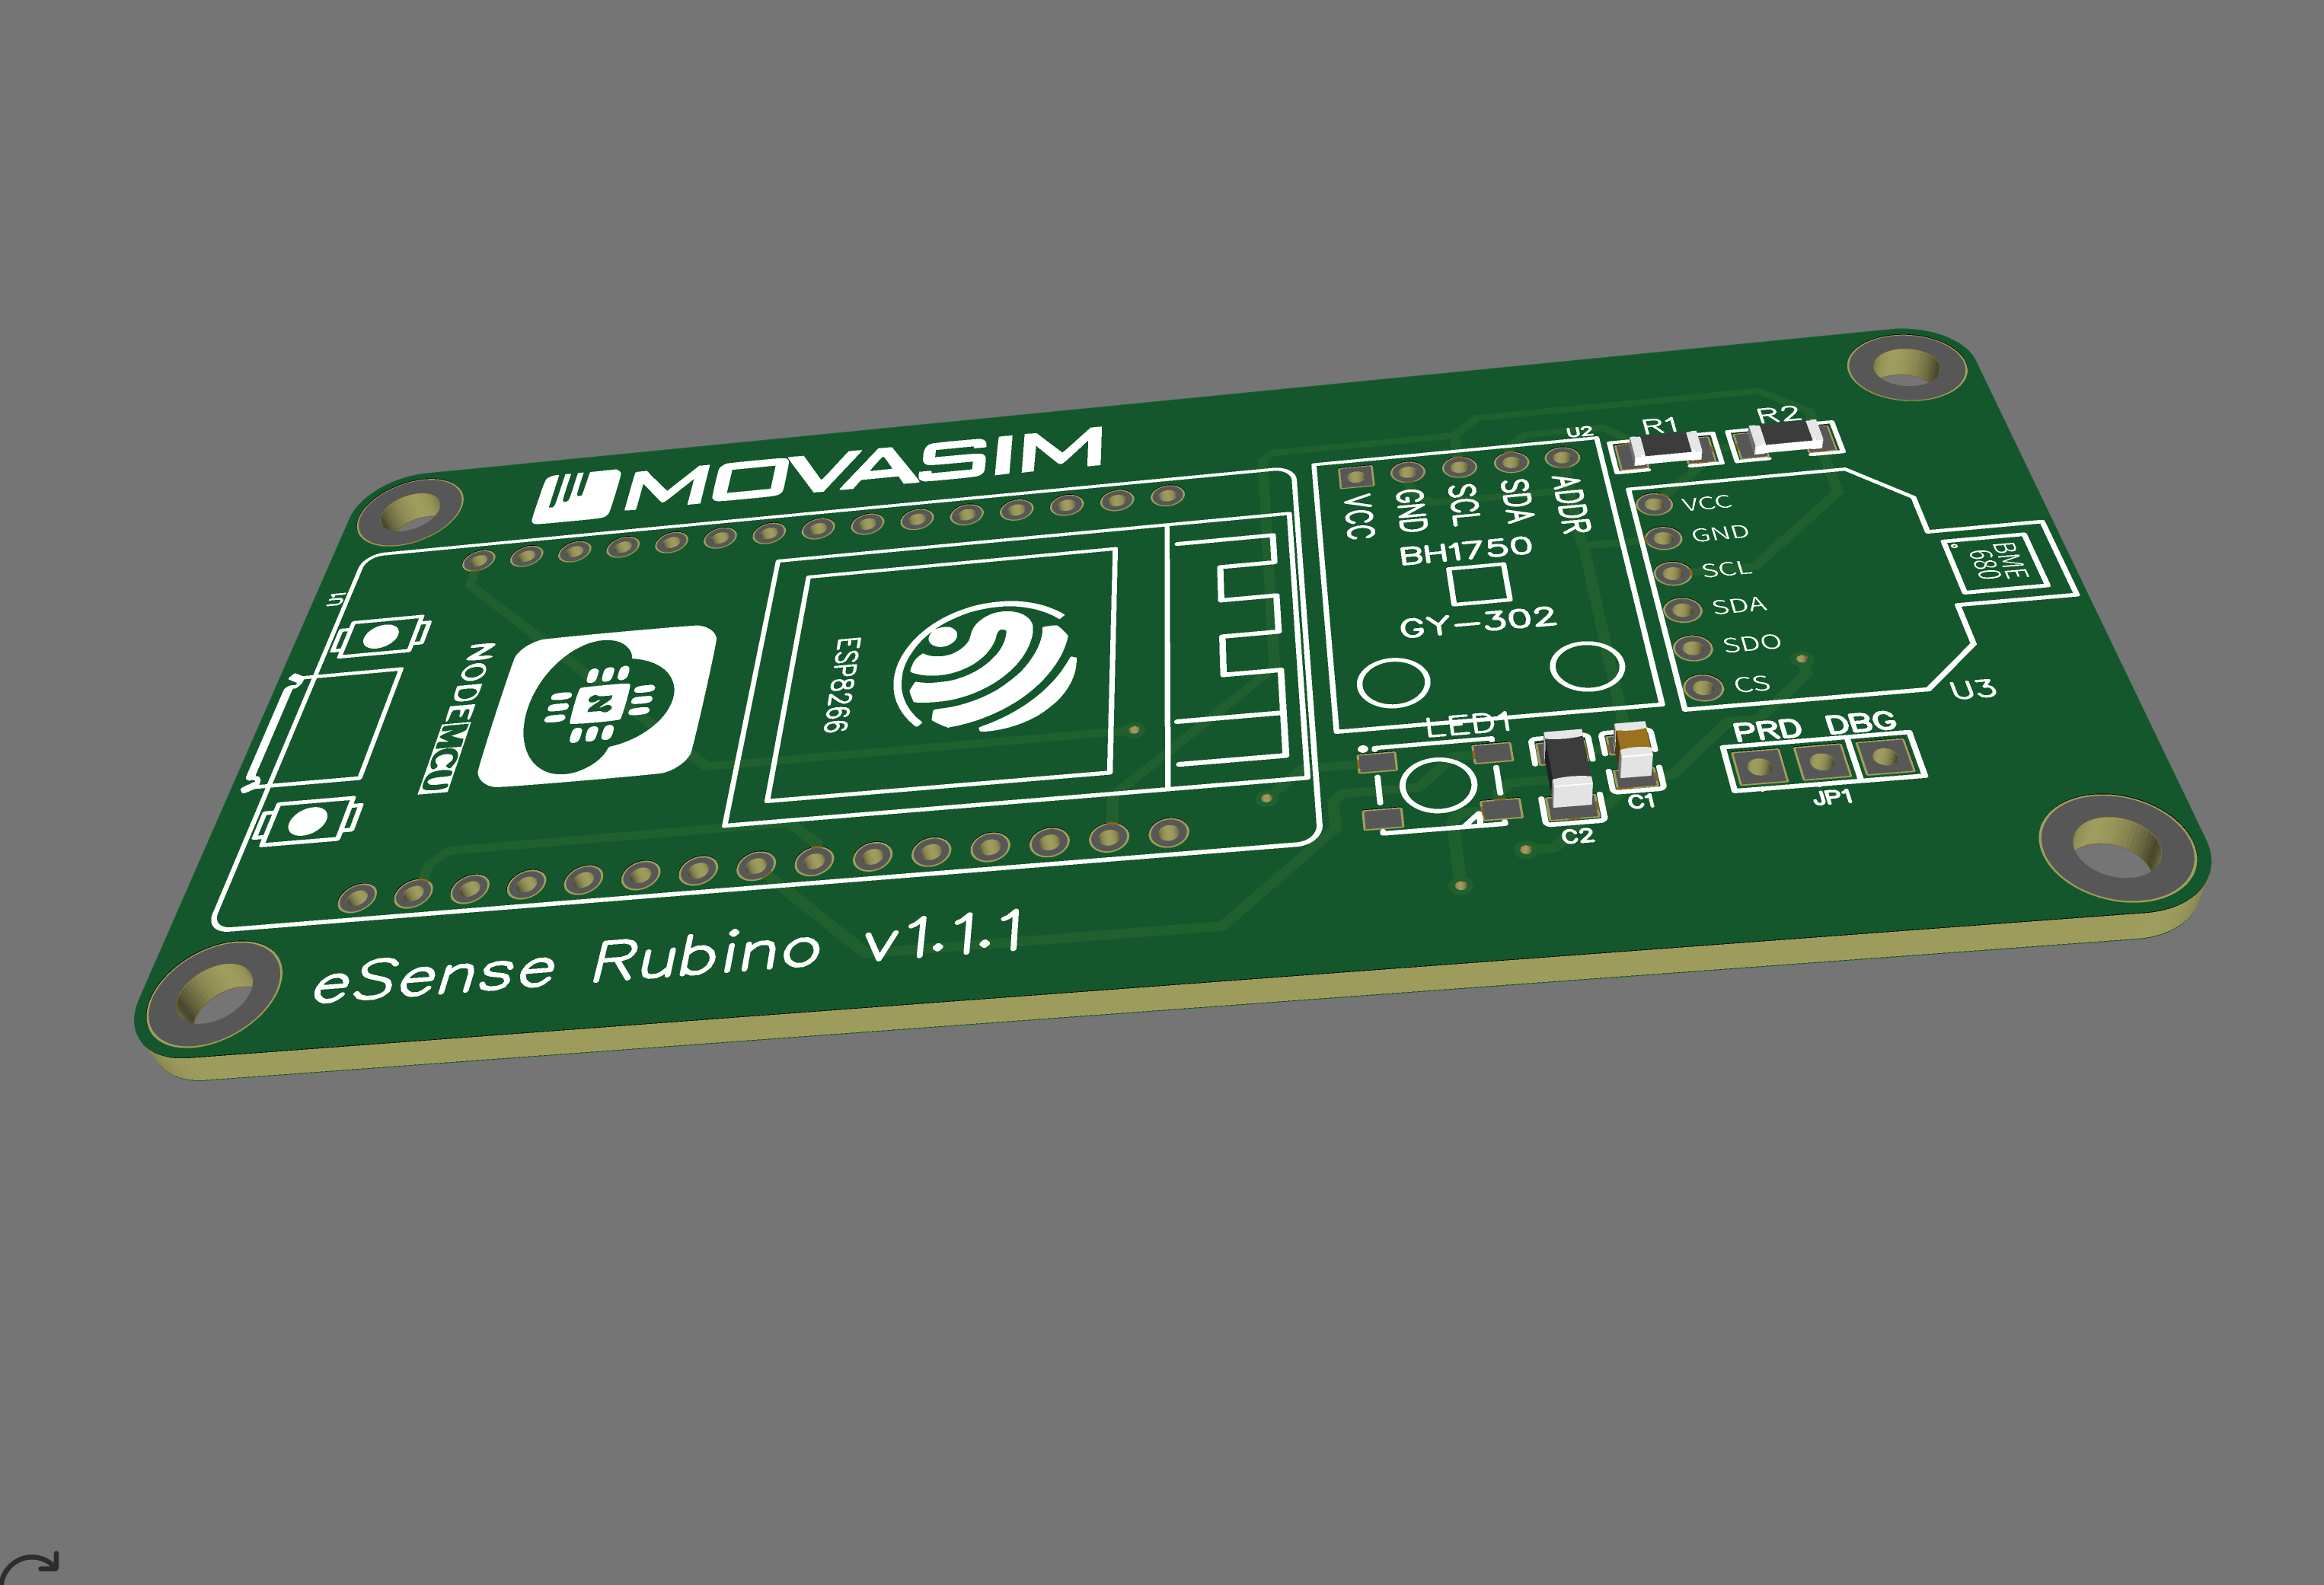 MOVASIM
U1
NODEMCU
ESP8266
U2
VCC
GND
SCL
SDA
ADDR
BH1750
GY-302
R1
R2
VCC
GND
SCL
SDA
SDO
CS
BME
680
U3
LED1
C2
C1
PRD DBG
JP1
eSense Rubino v1.1.1